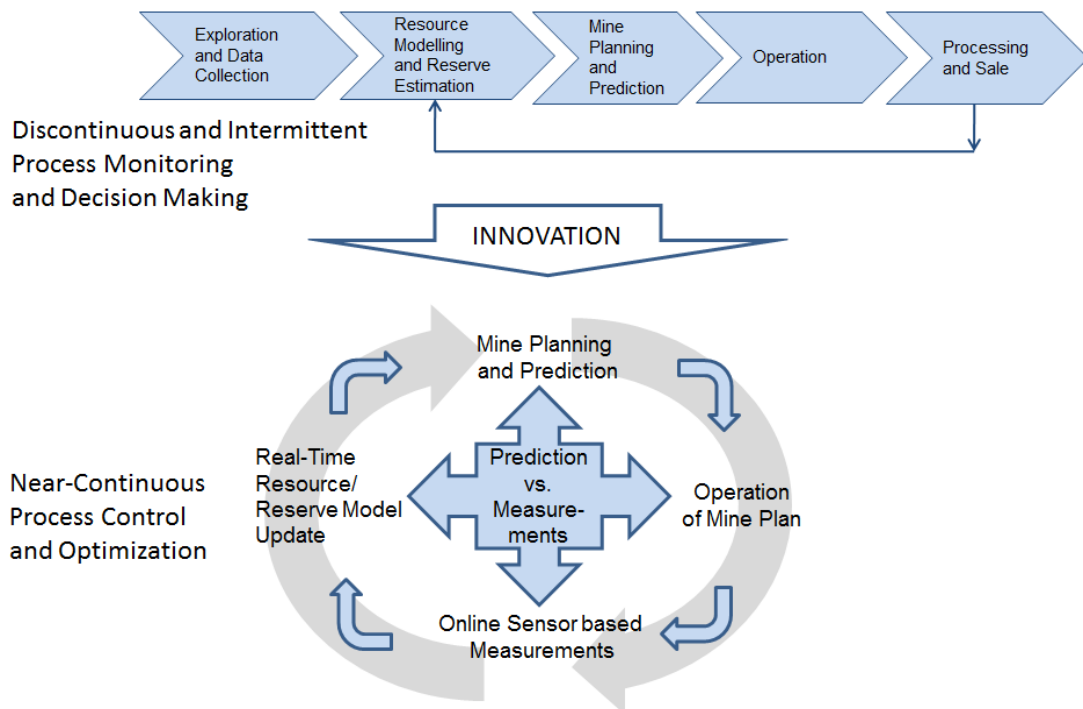 Exploration
and Data
Collection
Resource
Modelling
and Reserve
Estimation
Mine
Planning
and
Prediction
Operation
Processing
and Sale
Discontinuous and Intermittent
Process Monitoring
and Decision Making
INNOVATION
Mine Planning
and Prediction
Real-Time
Resource/
Reserve Model
Update
Prediction
vs.
Measure-
ments
Operation
of Mine Plan
Near-Continuous
Process Control
and Optimization
Online Sensor based
Measurements